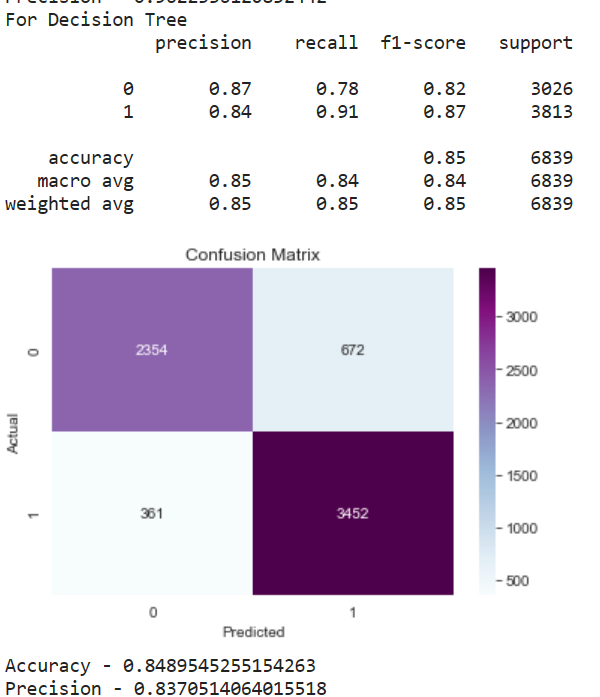 For Decision Tree
precision recall f1-score support
0 0.87 0.78 0.82 3026
1 0.84 0.91 0.87 3813
accuracy 0.85 6839
macro avg 0.85 0.84 0.84 6839
weighted avg 0.85 0.85 0.85 6839
Confusion Matrix
3000
2354 672
0
2500
2000
Actual
1500
361 3452
1
1000
500
0 1
Predicted
Accuracy - 0.8489545255154263
Precision - 0.8370514064015518